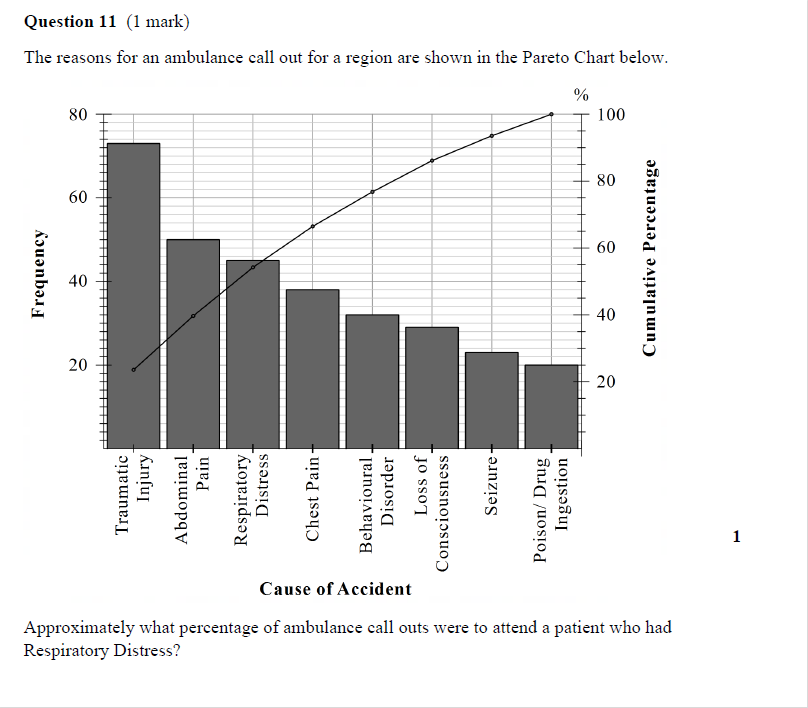 Question 11 (1 mark)
The reasons for an ambulance call out for a region are shown in the Pareto Chart below.
%
80
60
40
20
Frequency
100
80
60
40
20
Cumulative Percentage
Traumatic
Injury
Abdominal
Pain
Respiratory
Distress
Chest Pain
Behavioural
Disorder
Loss of
Consciousness
Seizure
Poison/ Drug
Ingestion
1
Cause of Accident
Approximately what percentage of ambulance call outs were to attend a patient who had
Respiratory Distress?